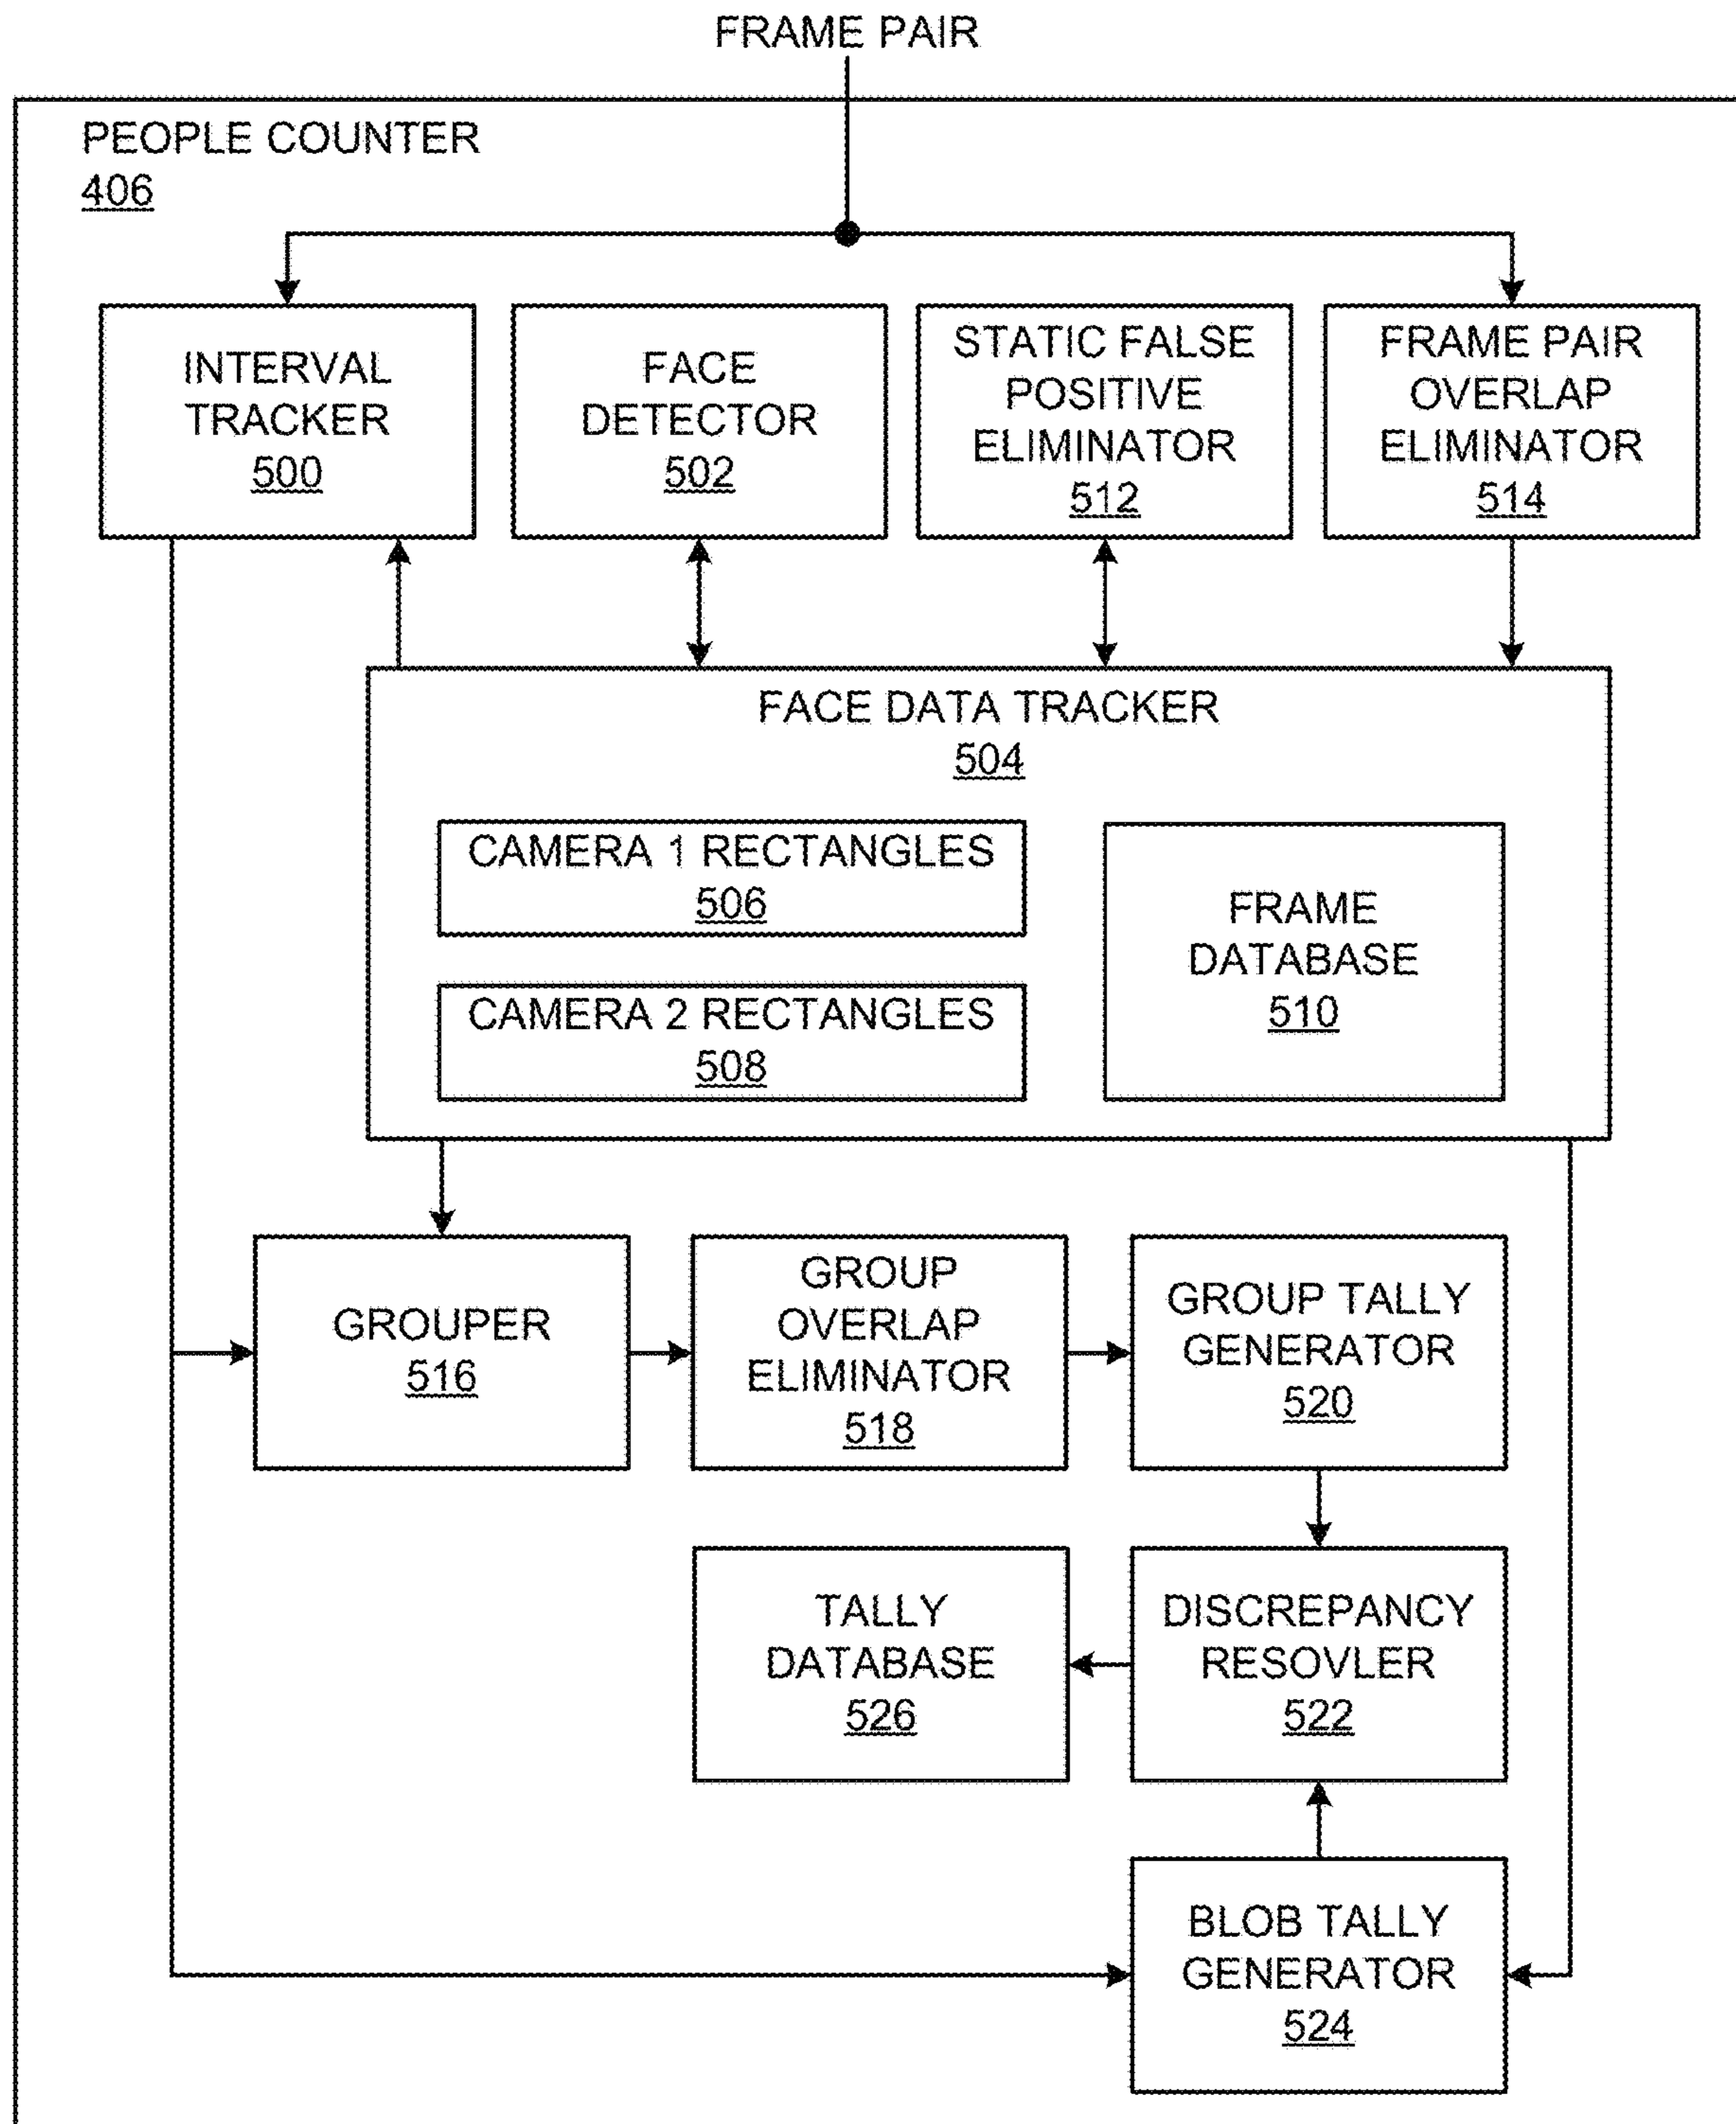 FRAME PAIR
PEOPLE COUNTER
406
INTERVAL
TRACKER
500
FACE
DETECTOR
502
STATIC FALSE
POSITIVE
ELIMINATOR
512
FRAME PAIR
OVERLAP
ELIMINATOR
514
FACE DATA TRACKER
504
CAMERA 1 RECTANGLES
506
CAMERA 2 RECTANGLES
508
FRAME
DATABASE
510
GROUPER
516
GROUP
OVERLAP
ELIMINATOR
518
GROUP TALLY
GENERATOR
520
TALLY
DATABASE
526
DISCREPANCY
RESOVLER
522
BLOB TALLY
GENERATOR
524